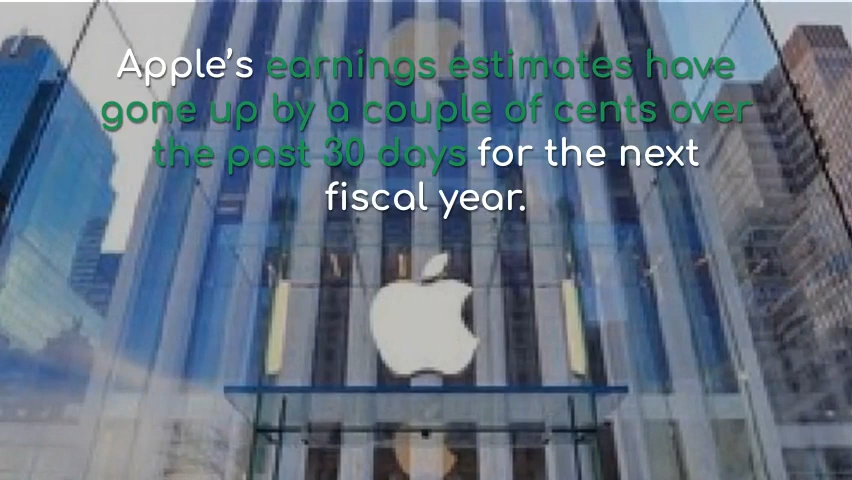 Apple’s earnings estimates have
gone up by a couple of cents over
the past 30 days for the next
fiscal year.